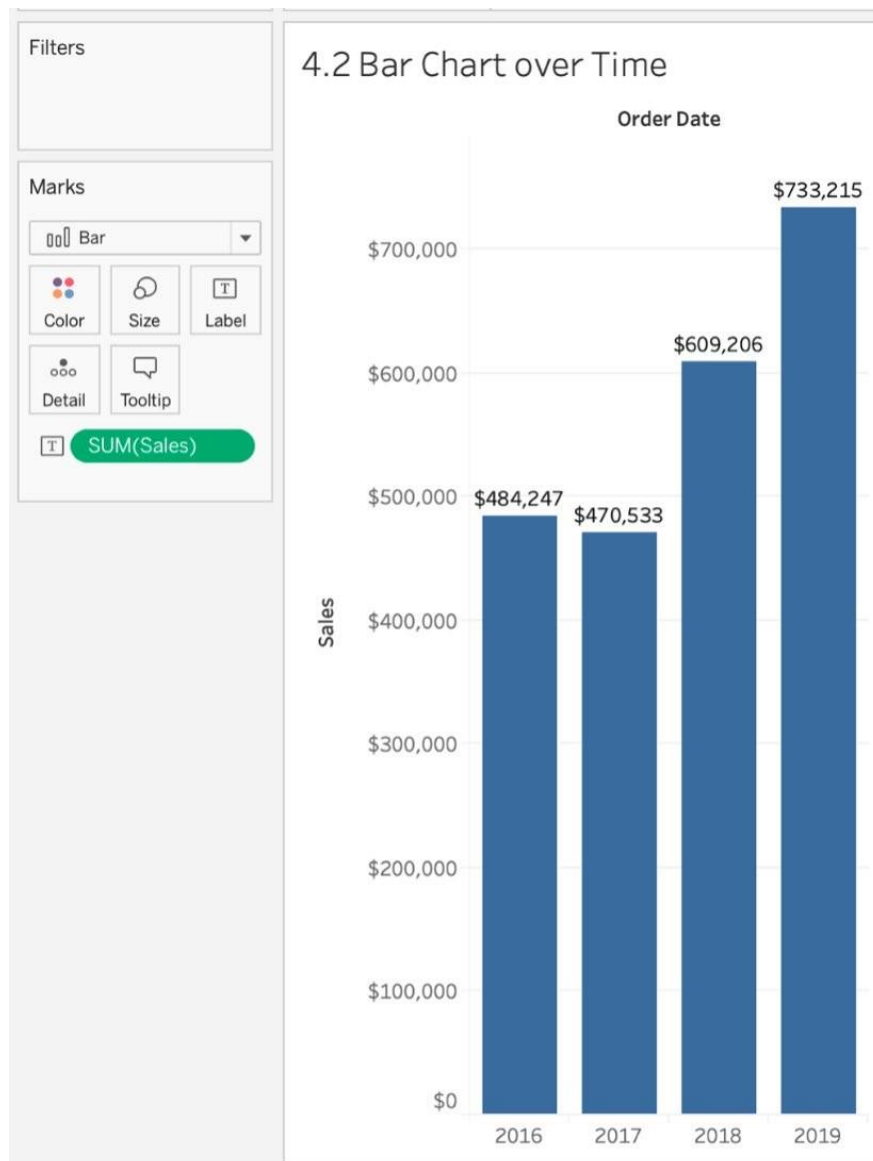 Filters
Marks
Bar
Color Size T Label
Detail Tooltip
T SUM(Sales)
4.2 Bar Chart over Time
Order Date
$733,215
$700,000
$609,206
$600,000
$500,000 $484,247
$470,533
Sales
$400,000
$300,000
$200,000
$100,000
$0
2016 2017 2018 2019